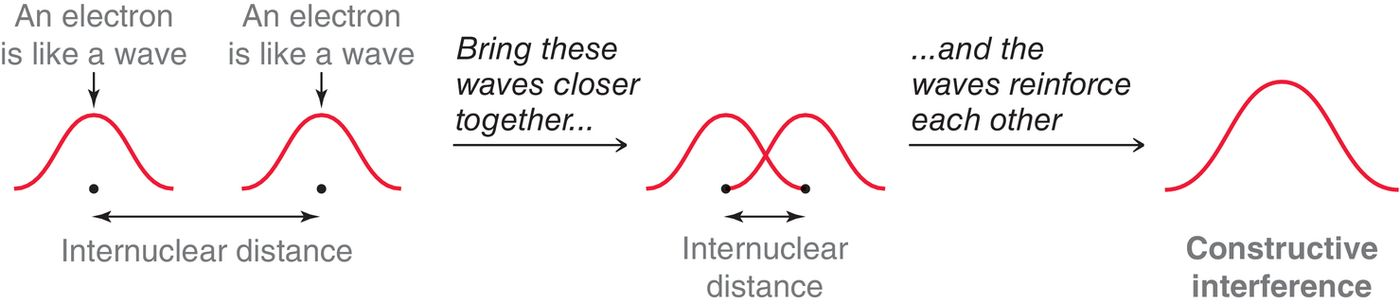 An electron
is like a wave
An electron
is like a wave
Internuclear distance
Bring these
waves closer
together...
Internuclear
distance
...and the
waves reinforce
each other
Constructive
interference